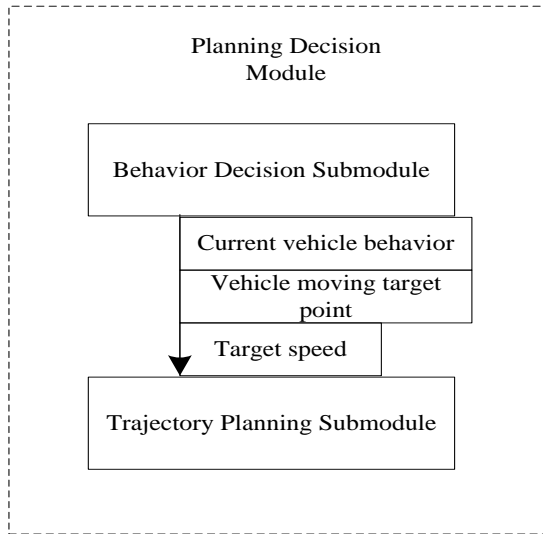 Planning Decision
Module
Behavior Decision Submodule
Current vehicle behavior
Vehicle moving target
point
Target speed
Trajectory Planning Submodule